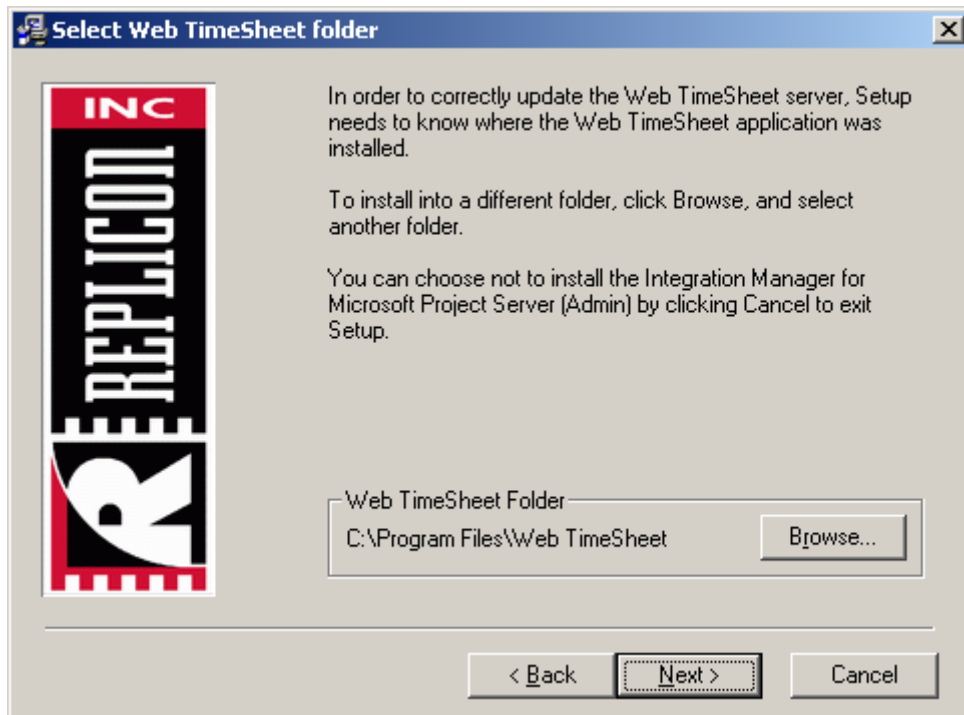 Select Web TimeSheet folder
INC
REPLICON
R
In order to correctly update the Web TimeSheet server, Setup
needs to know where the Web TimeSheet application was
installed.
To install into a different folder, click Browse, and select
another folder.
You can choose not to install the Integration Manager for
Microsoft Project Server (Admin) by clicking Cancel to exit
Setup.
Web TimeSheet Folder
C:\Program Files\Web TimeSheet
Browse...
< Back
Next >
Cancel